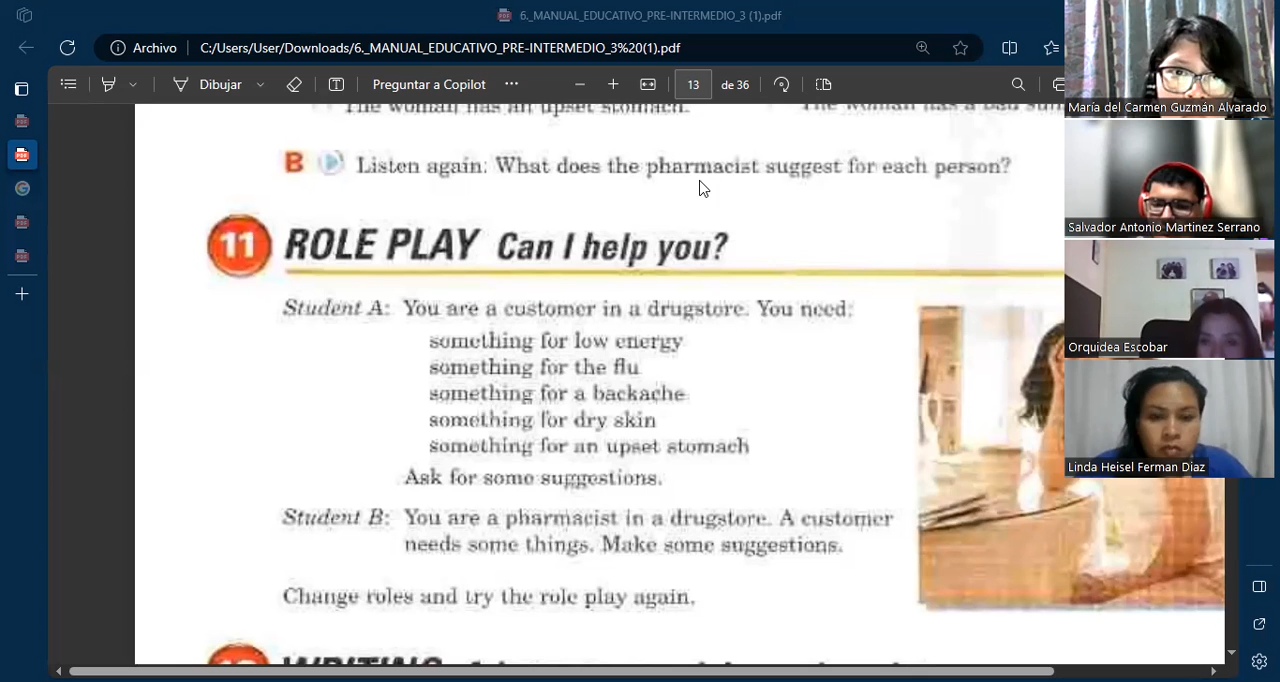 6._MANUAL_EDUCATIVO_PRE-INTERMEDIO_3 (1).pdf
Archivo C:/Users/User/Downloads/6._MANUAL_EDUCATIVO_PRE-INTERMEDIO_3%20(1).pdf
Dibujar Preguntar a Copilot 13 de 36
The woman has an upset stomach. The woman has a bad
B Listen again. What does the pharmacist suggest for each person?
11 ROLE PLAY Can I help you?
Student A: You are a customer in a drugstore. You need:
something for low energy
something for the flu
something for a backache
something for dry skin
something for an upset stomach
Ask for some suggestions.
Student B: You are a pharmacist in a drugstore. A customer
needs some things. Make some suggestions.
Change roles and try the role play again.
WRITING
María del Carmen Guzmán Alvarado
Salvador Antonio Martinez Serrano
Orquidea Escobar
Linda Heisel Ferman Diaz